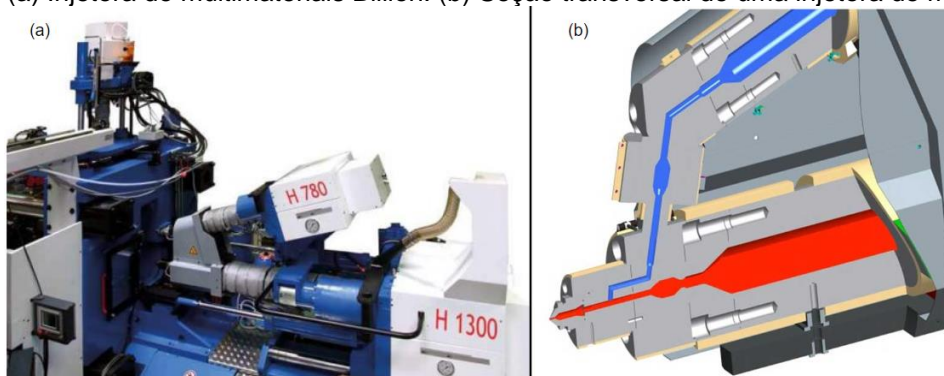 (a) Injetora de multimateriais Billion. (b) Seção transversal de uma injetora de
(a)
(b)
H 780
H 1300